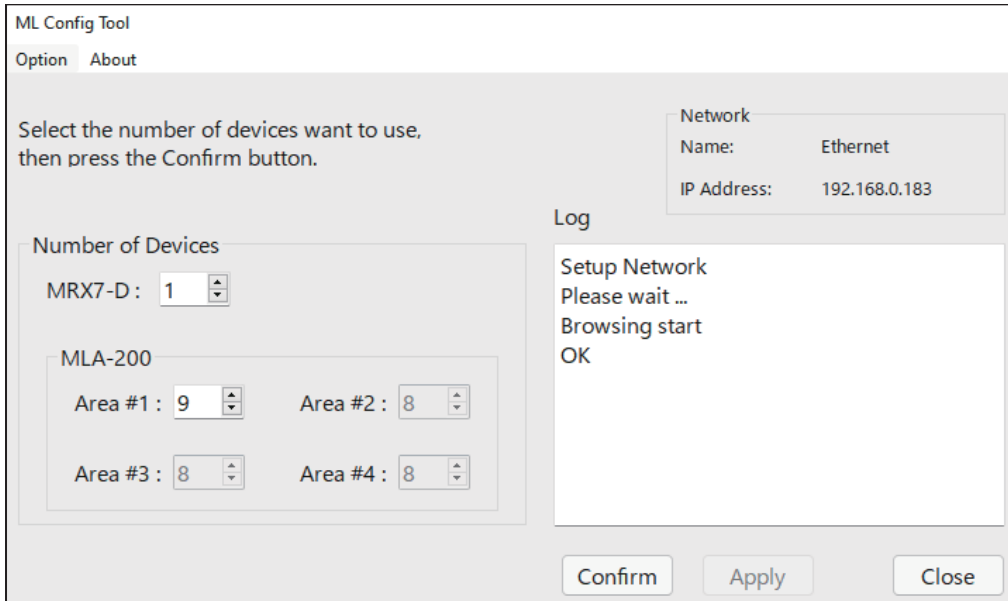 ML Config Tool
Option About
Select the number of devices want to use,
then press the Confirm button.
Network
Name: Ethernet
IP Address: 192.168.0.183
Number of Devices
MRX7-D : 1
MLA-200
Area #1 : 9 Area #2 : 8
Area #3 : 8 Area #4 : 8
Log
Setup Network
Please wait ...
Browsing start
OK
Confirm Apply Close